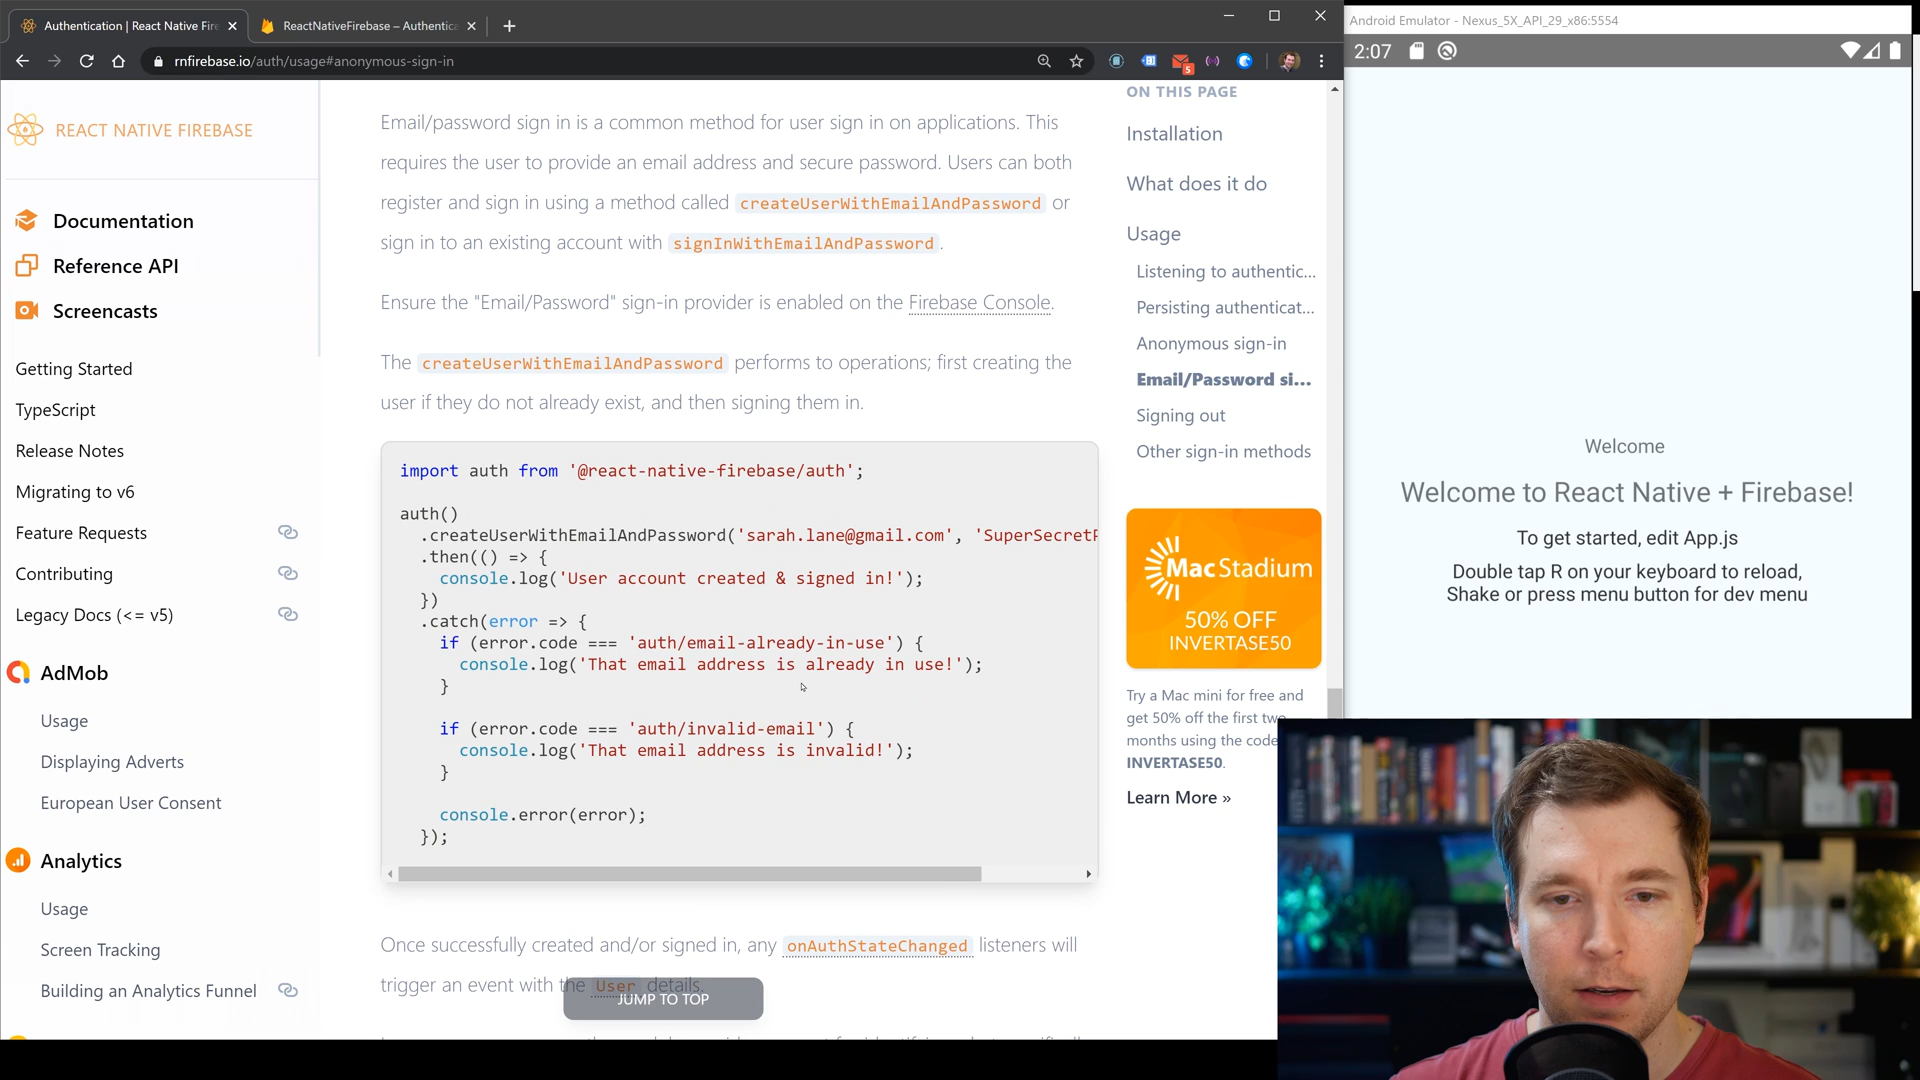 Authentication | React Native Fire
ReactNativeFirebase – Authentica
rnfirebase.io/auth/usage#anonymous-sign-in
5
REACT NATIVE FIREBASE
Documentation
Reference API
Screencasts
Getting Started
TypeScript
Release Notes
Migrating to v6
Feature Requests
Contributing
Legacy Docs (<= v5)
AdMob
Usage
Displaying Adverts
European User Consent
Analytics
Usage
Screen Tracking
Building an Analytics Funnel
Email/password sign in is a common method for user sign in on applications. This
requires the user to provide an email address and secure password. Users can both
register and sign in using a method called createUserWithEmailAndPassword or
sign in to an existing account with signInWithEmailAndPassword.
Ensure the "Email/Password" sign-in provider is enabled on the Firebase Console.
The createUserWithEmailAndPassword performs to operations; first creating the
user if they do not already exist, and then signing them in.
import auth from '@react-native-firebase/auth';
auth()
.createUserWithEmailAndPassword('sarah.lane@gmail.com', 'SuperSecretP
.then(() => {
console.log('User account created & signed in!');
})
.catch(error => {
if (error.code === 'auth/email-already-in-use') {
console.log('That email address is already in use!');
}
if (error.code === 'auth/invalid-email') {
console.log('That email address is invalid!');
}
console.error(error);
});
Once successfully created and/or signed in, any onAuthStateChanged listeners will
trigger an event with the User details.
JUMP TO TOP
ON THIS PAGE
Installation
What does it do
Usage
Listening to authentic...
Persisting authenticat...
Anonymous sign-in
Email/Password si...
Signing out
Other sign-in methods
MacStadium
50% OFF
INVERTASE50
Try a Mac mini for free and
get 50% off the first two
months using the code
INVERTASE50.
Learn More »
Android Emulator - Nexus_5X_API_29_x86:5554
2:07
Welcome
Welcome to React Native + Firebase!
To get started, edit App.js
Double tap R on your keyboard to reload,
Shake or press menu button for dev menu